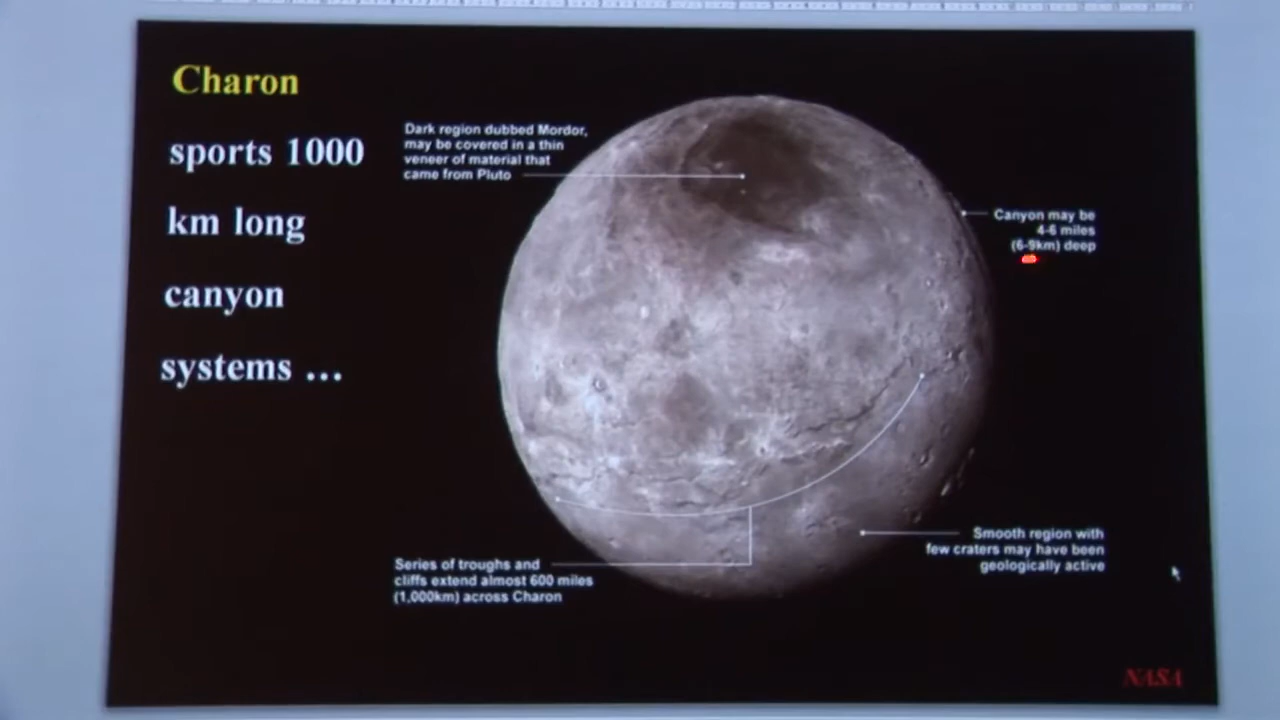 Charon
sports 1000
km long
canyon
systems ...
Dark region dubbed Mordor,
may be covered in a thin
veneer of material that
came from Pluto
Canyon may be
4-6 miles
(6-9km) deep
Series of troughs and
cliffs extend almost 600 miles
(1,000km) across Charon
Smooth region with
few craters may have been
geologically active
NASA